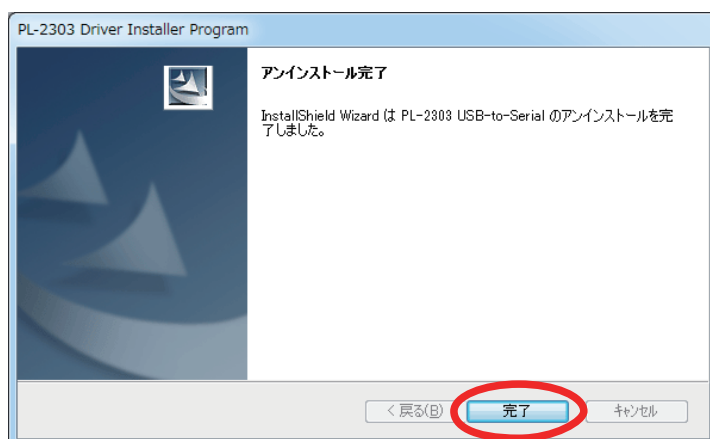 PL-2303 Driver Installer Program
アンインストール完了
InstallShield Wizard は PL-2303 USB-to-Serial のアンインストールを完
了しました。
< 戻る(B)
完了
キャンセル